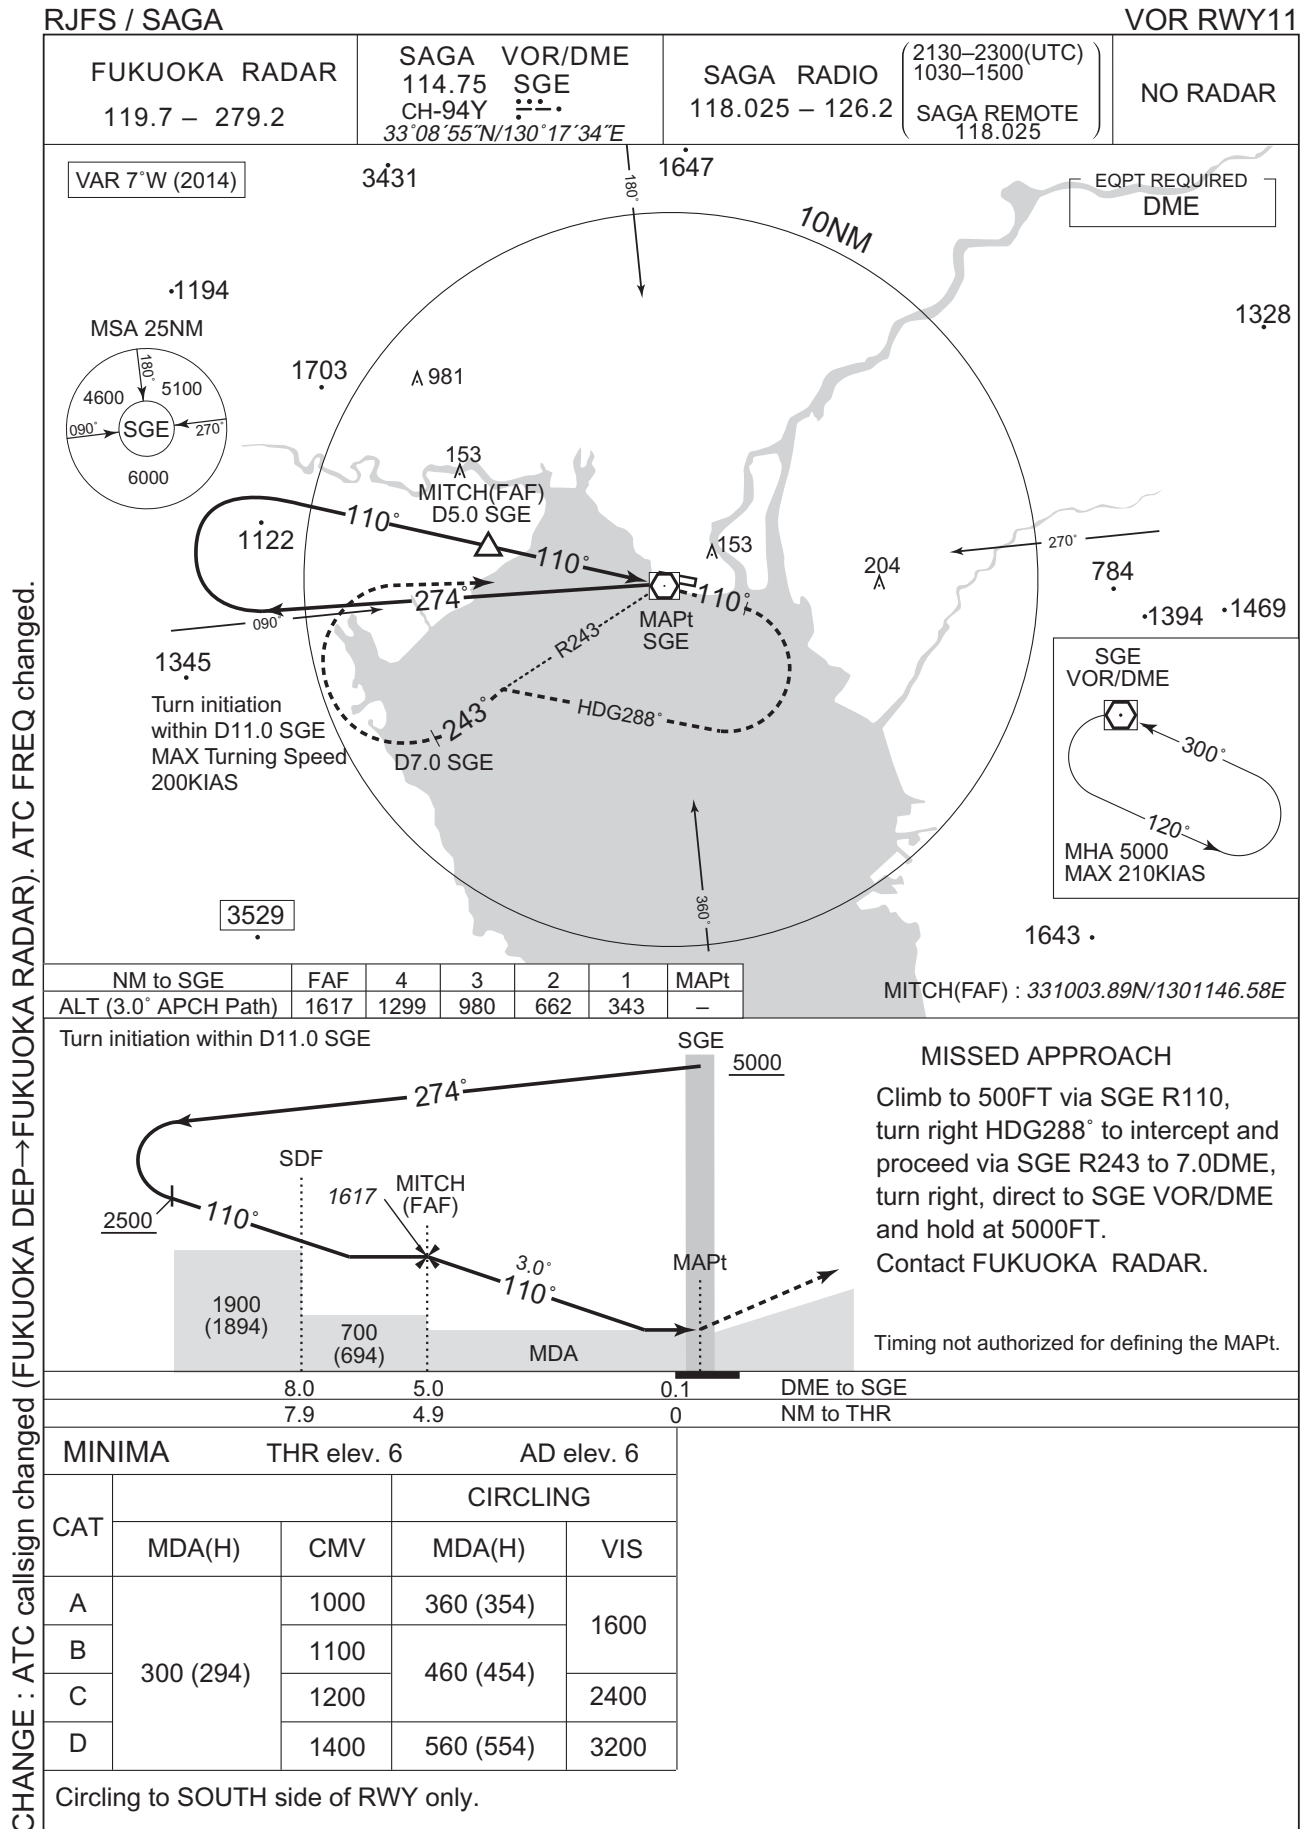 RJFS / SAGA
VOR RWY11
FUKUOKA RADAR
119.7 – 279.2
SAGA VOR/DME
114.75 SGE
CH-94Y
33°08′55″N/130°17′34″E
SAGA RADIO
118.025 – 126.2
2130–2300(UTC)
1030–1500
SAGA REMOTE
118.025
NO RADAR
VAR 7°W (2014)
3431
180°
1647
EQPT REQUIRED
DME
10NM
1194
1328
MSA 25NM
180°
4600
5100
090°
SGE
270°
6000
1703
981
153
MITCH(FAF)
D5.0 SGE
110°
1122
110°
153
204
270°
784
1394
1469
274°
110°
MAPt
SGE
090°
R243
1345
Turn initiation
within D11.0 SGE
MAX Turning Speed
200KIAS
243°
HDG288°
D7.0 SGE
SGE
VOR/DME
300°
120°
MHA 5000
MAX 210KIAS
360°
3529
1643
MITCH(FAF) : 331003.89N/1301146.58E
NM to SGE FAF 4 3 2 1 MAPt
ALT (3.0° APCH Path) 1617 1299 980 662 343 –
Turn initiation within D11.0 SGE
SGE
5000
274°
SDF
1617
MITCH
(FAF)
2500
110°
3.0°
110°
MAPt
1900
(1894)
700
(694)
MDA
8.0 5.0 0.1 DME to SGE
7.9 4.9 0 NM to THR
MISSED APPROACH
Climb to 500FT via SGE R110,
turn right HDG288° to intercept and
proceed via SGE R243 to 7.0DME,
turn right, direct to SGE VOR/DME
and hold at 5000FT.
Contact FUKUOKA RADAR.
Timing not authorized for defining the MAPt.
MINIMA THR elev. 6 AD elev. 6
CAT
CIRCLING
MDA(H) CMV MDA(H) VIS
A 300 (294) 1000 360 (354) 1600
B 1100 460 (454)
C 1200 2400
D 1400 560 (554) 3200
Circling to SOUTH side of RWY only.
CHANGE : ATC callsign changed (FUKUOKA DEP→FUKUOKA RADAR). ATC FREQ changed.